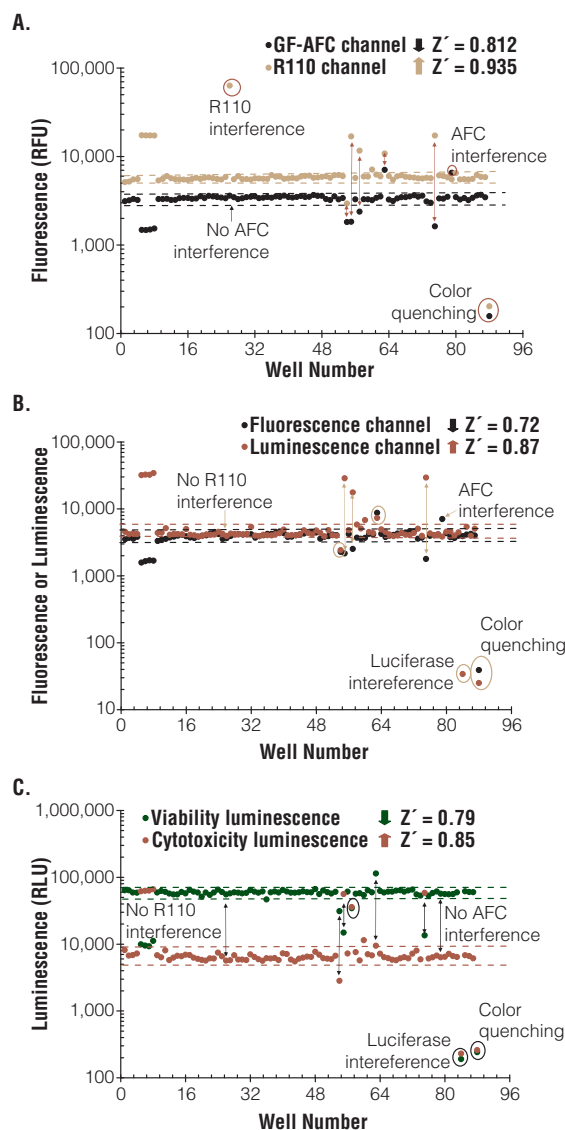 A.
GF-AFC channel Z´ = 0.812
R110 channel Z´ = 0.935
Fluorescence (RFU)
100,000
10,000
1,000
100
R110
interference
AFC
interference
No AFC
interference
Color
quenching
0 16 32 48 64 80 96
Well Number
B.
Fluorescence channel Z´ = 0.72
Luminescence channel Z´ = 0.87
Fluorescence or Luminescence
100,000
10,000
1,000
100
10
No R110
interference
AFC
interference
Color
quenching
Luciferase
intereference
0 16 32 48 64 80 96
Well Number
C.
Viability luminescence Z´ = 0.79
Cytotoxicity luminescence Z´ = 0.85
Luminescence (RLU)
1,000,000
100,000
10,000
1,000
100
No R110
interference
No AFC
interference
Color
quenching
Luciferase
intereference
0 16 32 48 64 80 96
Well Number